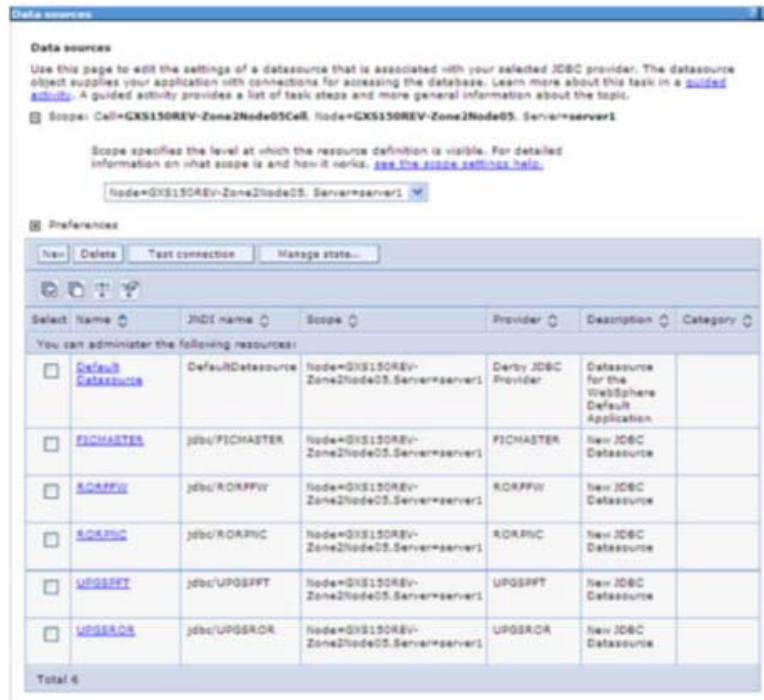 Data sources
?
Data sources
Use this page to edit the settings of a datasource that is associated with your selected JDBC provider. The datasource
object supplies your application with connections for accessing the database. Learn more about this task in a guided
activity. A guided activity provides a list of task steps and more general information about the topic.
Scope: Cell=GXS150REV-Zone2Node05Cell, Node=GXS150REV-Zone2Node05, Server=server1
Scope specifies the level at which the resource definition is visible. For detailed
information on what scope is and how it works, see the scope settings help.
Node=GXS150REV-Zone2Node05, Server=server1
Preferences
New Delete Test connection Manage state...
Select Name JNDI name Scope Provider Description Category
You can administer the following resources:
Default DefaultDatasource Node=GXS150REV- Derby JDBC Datasource
Datasource Zone2Node05,Server=server1 Provider for the
WebSphere
Default
Application
FICMASTER jdbc/FICMASTER Node=GXS150REV- FICMASTER New JDBC
Zone2Node05,Server=server1 Datasource
RORFFW jdbc/RORFFW Node=GXS150REV- RORFFW New JDBC
Zone2Node05,Server=server1 Datasource
RORPNC jdbc/RORPNC Node=GXS150REV- RORPNC New JDBC
Zone2Node05,Server=server1 Datasource
UPGSPFT jdbc/UPGSPFT Node=GXS150REV- UPGSPFT New JDBC
Zone2Node05,Server=server1 Datasource
UPGSROR jdbc/UPGSROR Node=GXS150REV- UPGSROR New JDBC
Zone2Node05,Server=server1 Datasource
Total 6